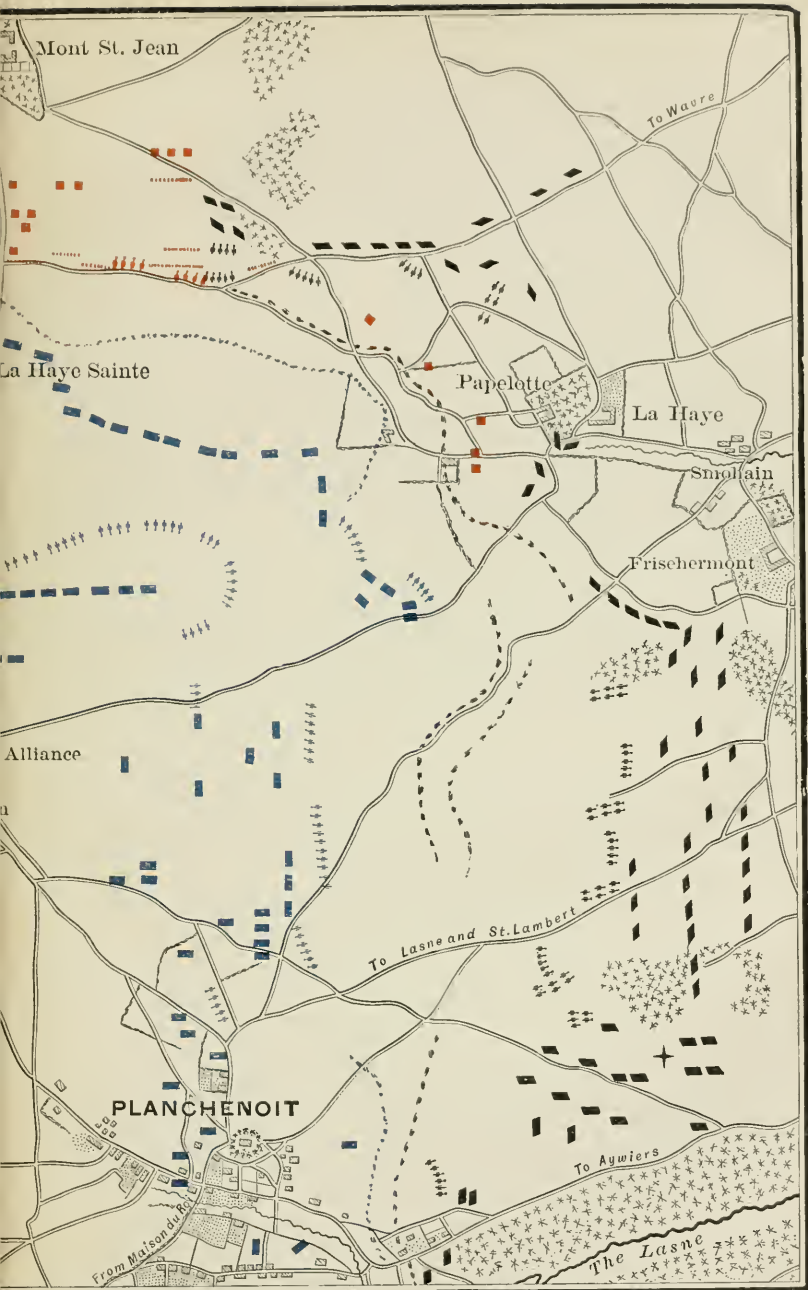 Mont St. Jean
To Wavre
La Haye Sainte
Papelotte
La Haye
Smohain
Frischermont
Alliance
To Lasne and St. Lambert
PLANCHENOIT
To Aywiers
From Maison du Roi
The Lasne